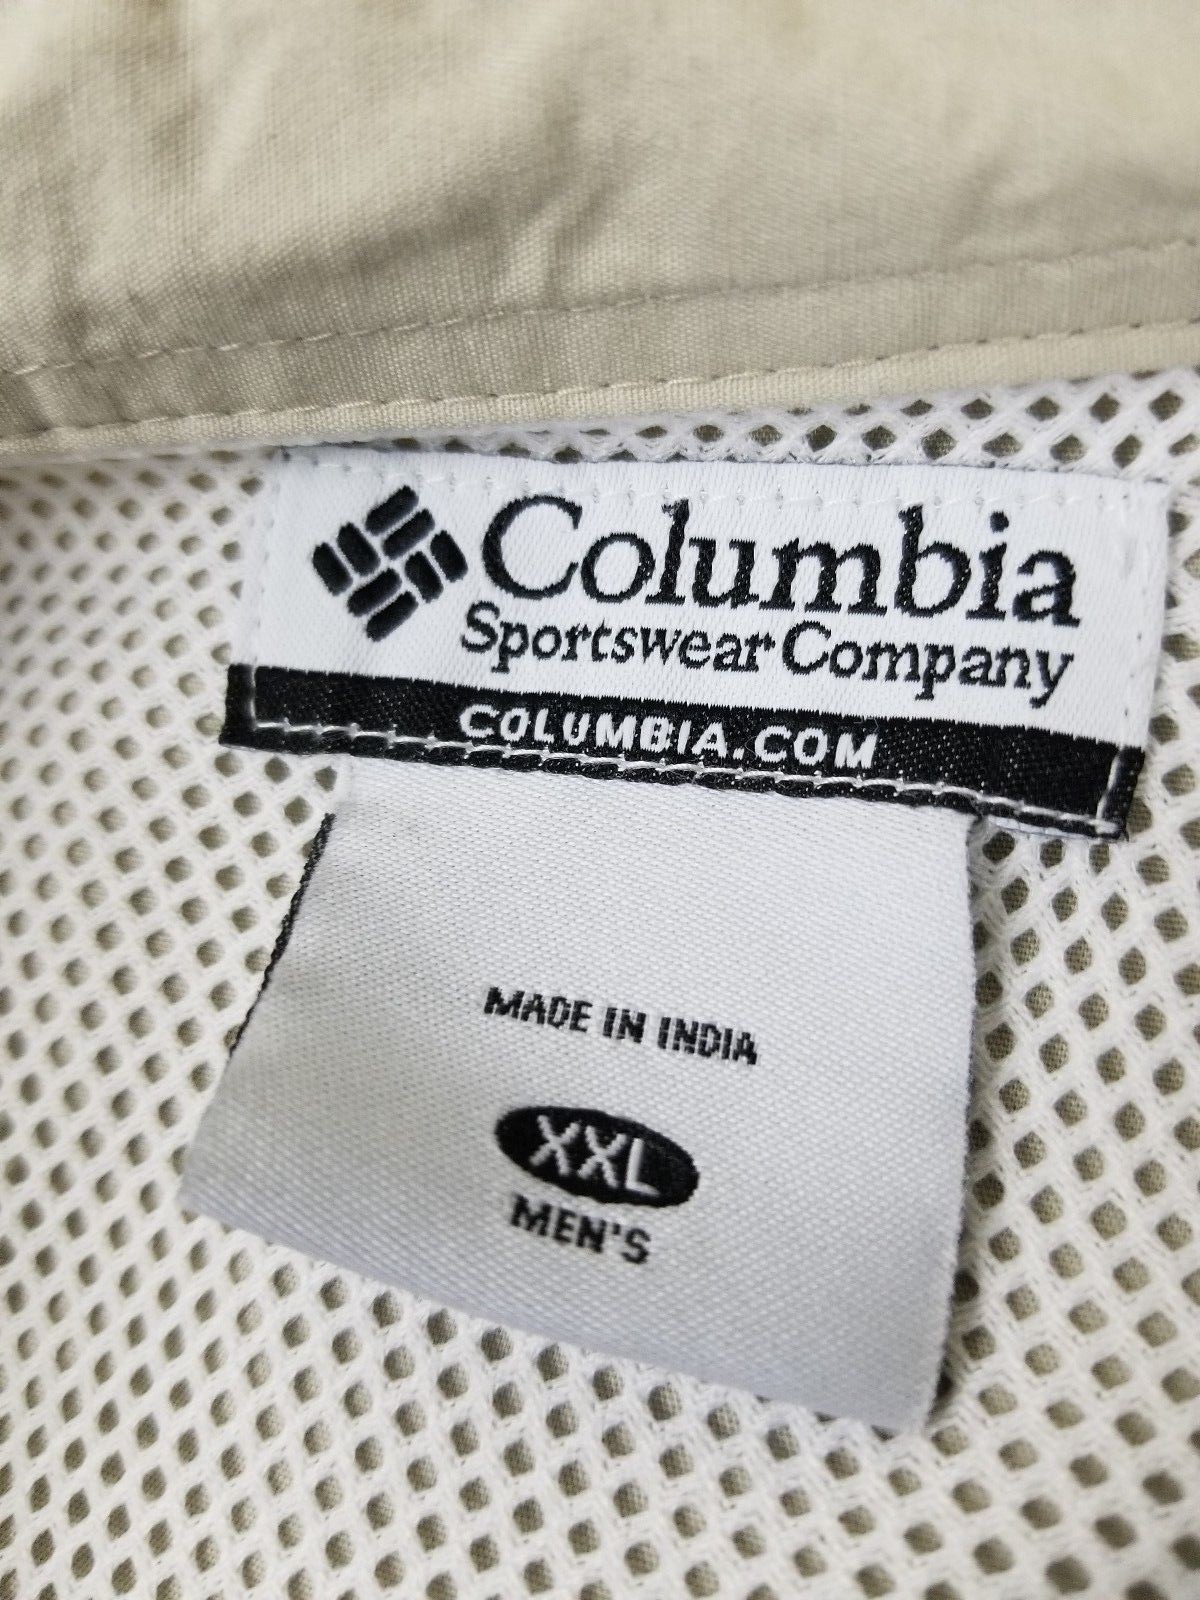 Columbia
Sportswear Company
COLUMBIA.COM
MADE IN INDIA
XXL
MEN'S